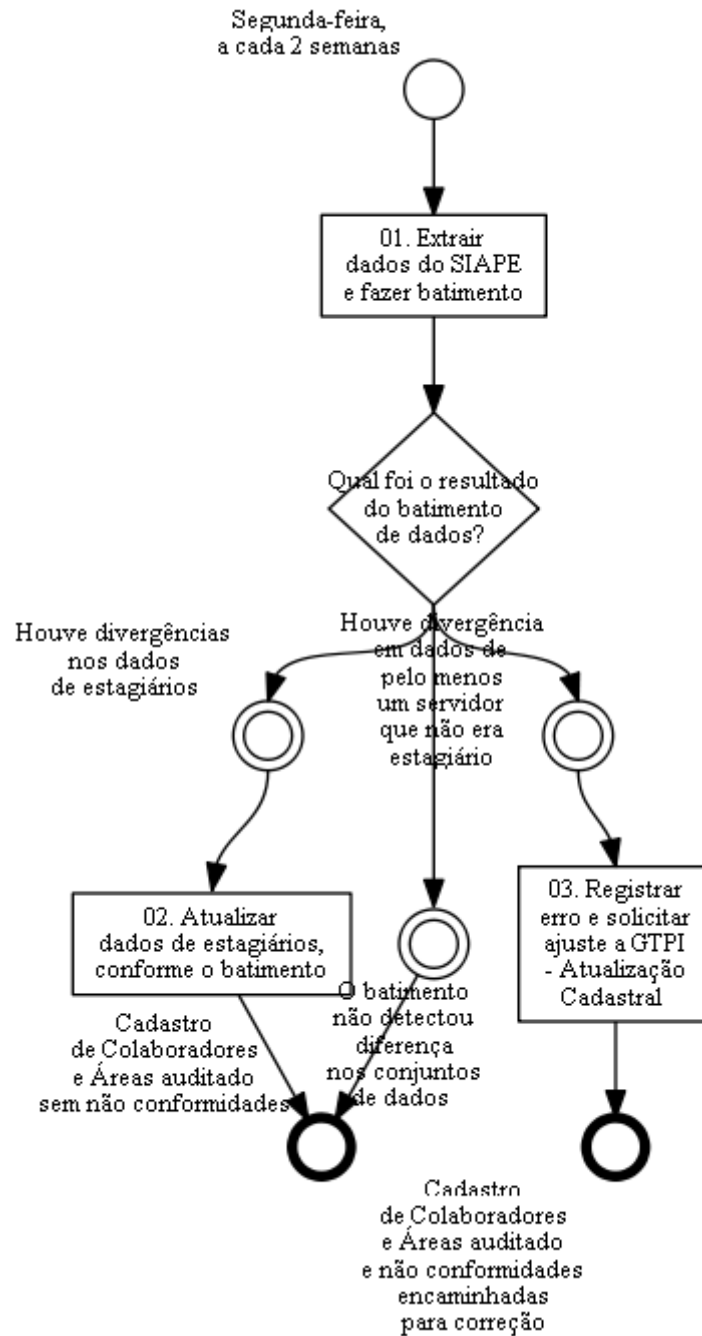 Segunda-feira,
a cada 2 semanas
01. Extrair
dados do SIAPE
e fazer batimento
Qual foi o resultado
do batimento
de dados?
Houve divergências
nos dados
de estagiários
Houve divergência
em dados de
pelo menos
um servidor
que não era
estagiário
02. Atualizar
dados de estagiários,
conforme o batimento
03. Registrar
erro e solicitar
ajuste a GTPI
- Atualização
Cadastral
O batimento
não detectou
diferença
nos conjuntos
de dados
Cadastro
de Colaboradores
e Áreas auditado
sem não conformidades
Cadastro
de Colaboradores
e Áreas auditado
e não conformidades
encaminhadas
para correção